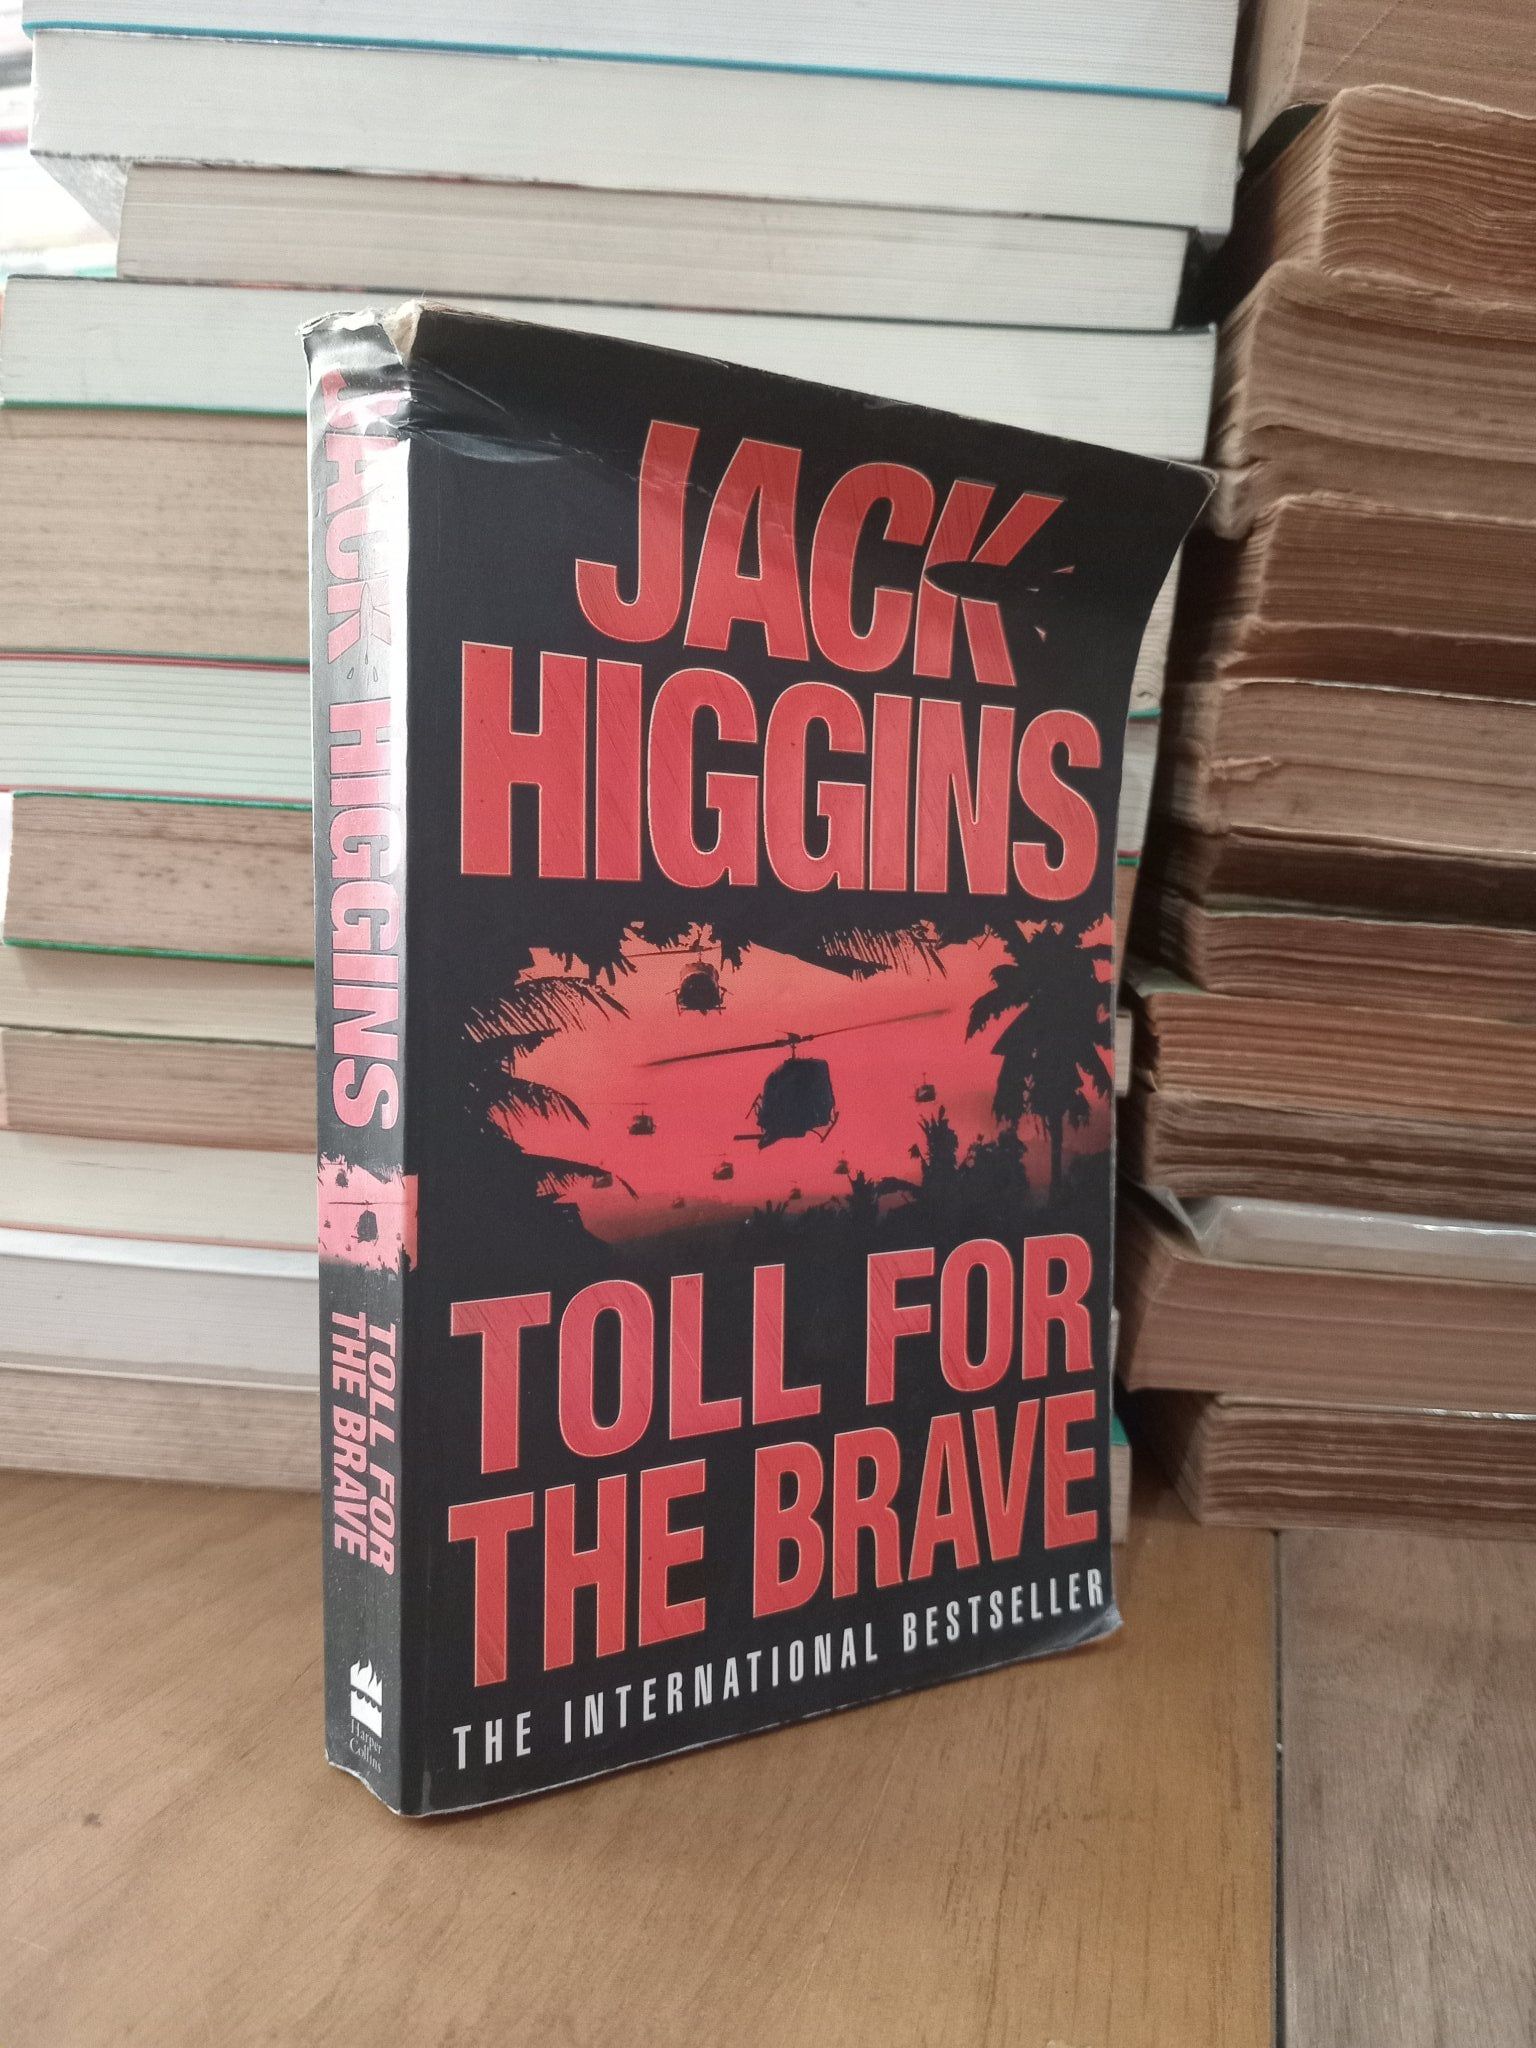 JACK HIGGINS
TOLL FOR
THE BRAVE
Harper
Collins
JACK
HIGGINS
TOLL FOR
THE BRAVE
THE INTERNATIONAL BESTSELLER